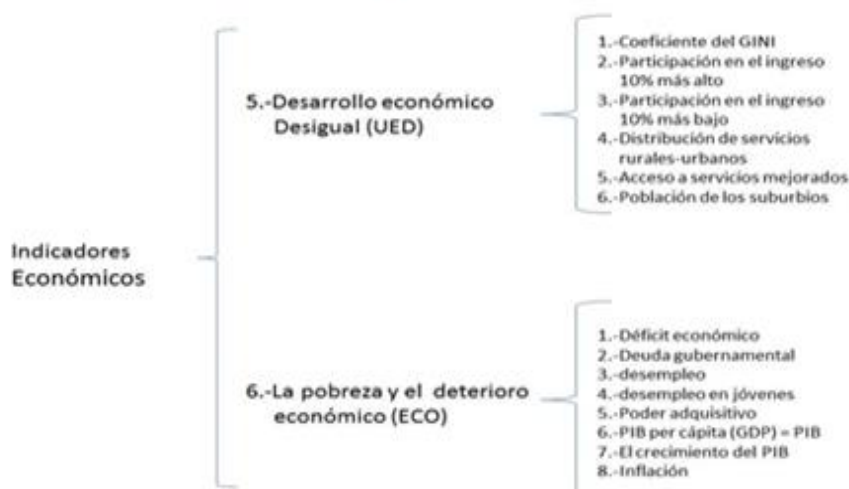 Indicadores
Económicos
5.-Desarrollo económico
Desigual (UED)
1.-Coeficiente del GINI
2.-Participación en el ingreso
10% más alto
3.-Participación en el ingreso
10% más bajo
4.-Distribución de servicios
rurales-urbanos
5.-Acceso a servicios mejorados
6.-Población de los suburbios
6.-La pobreza y el deterioro
económico (ECO)
1.-Déficit económico
2.-Deuda gubernamental
3.-desempleo
4.-desempleo en jóvenes
5.-Poder adquisitivo
6.-PIB per cápita (GDP) = PIB
7.-El crecimiento del PIB
8.-Inflación